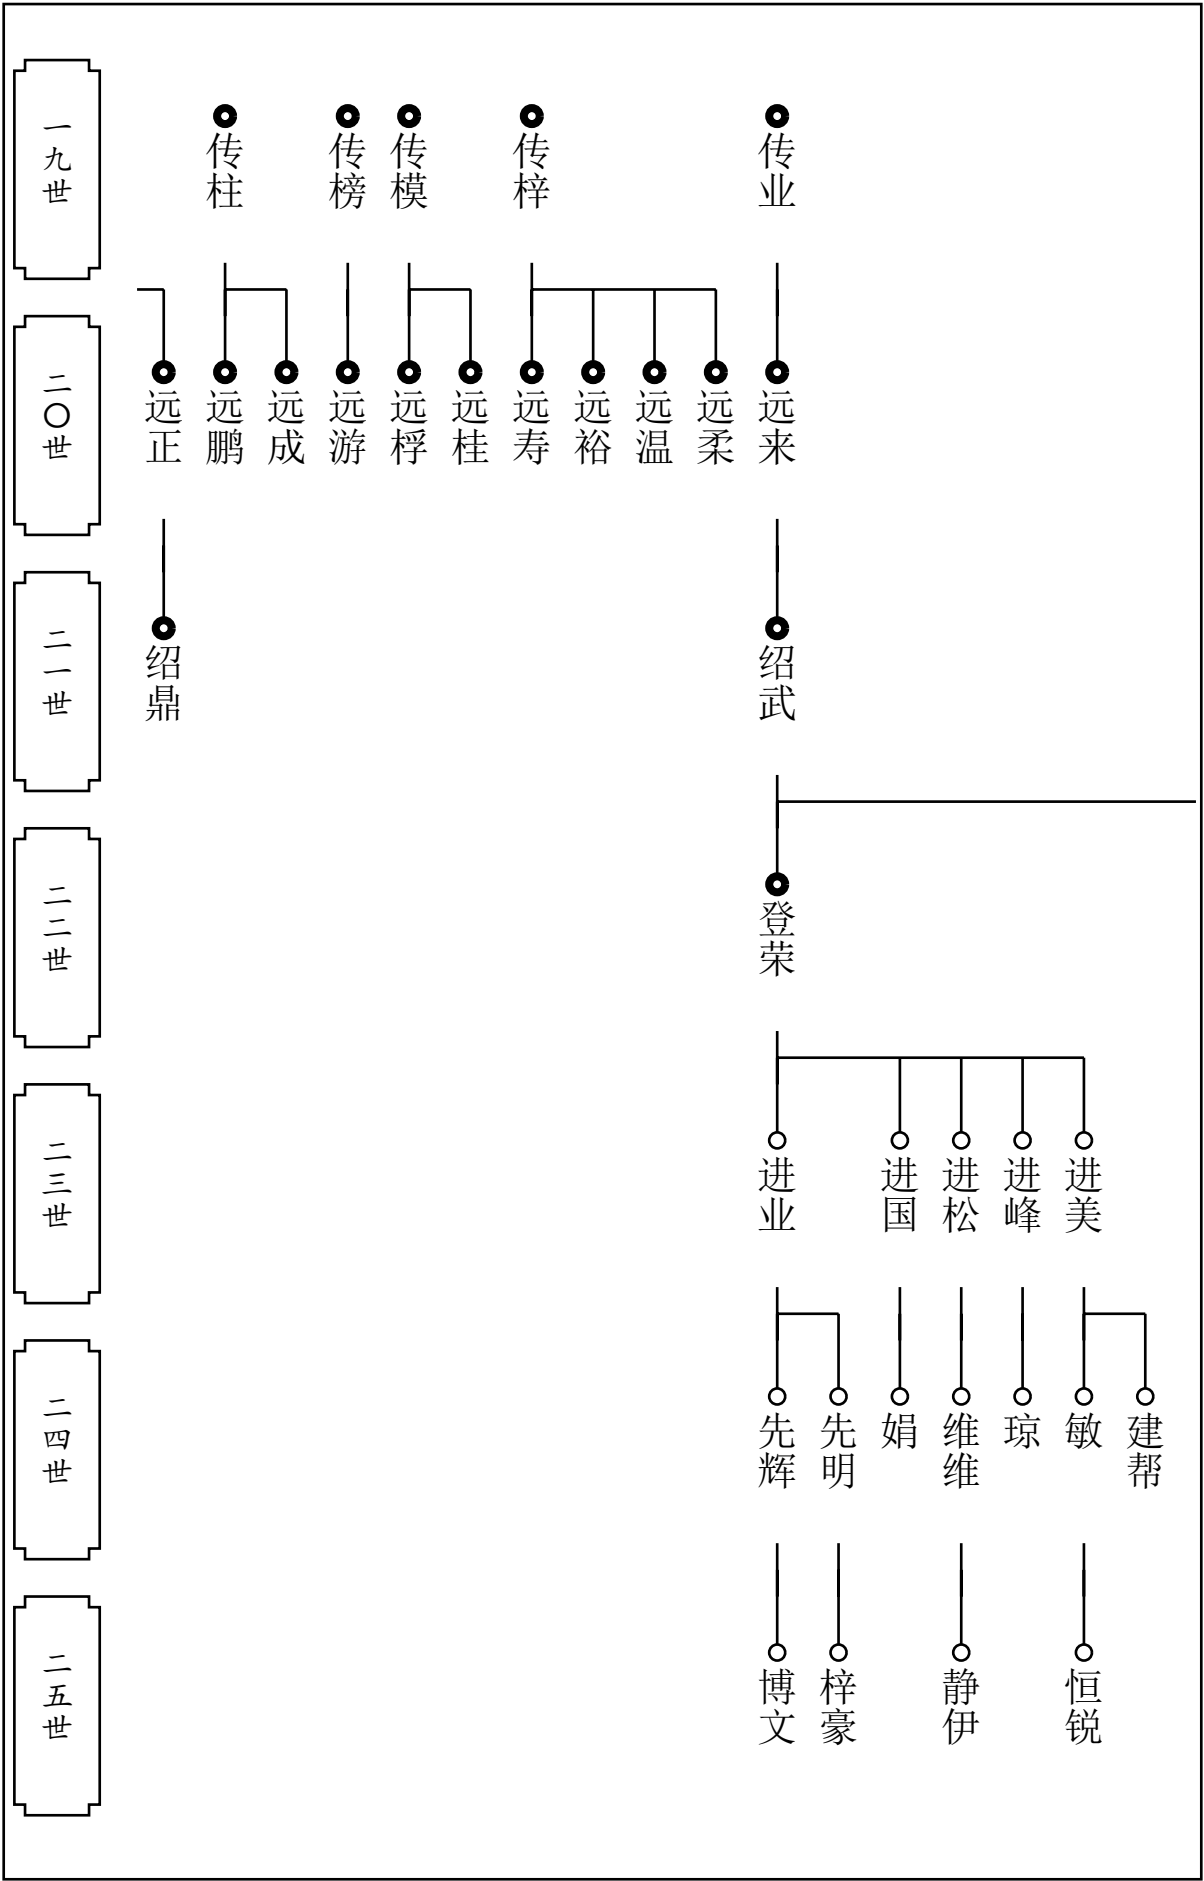 一九世
传柱
传榜
传模
传梓
传业
二〇世
远正
远鹏
远成
远游
远桴
远桂
远寿
远裕
远温
远柔
远来
二一世
绍鼎
绍武
二二世
登荣
二三世
进业
进国
进松
进峰
进美
二四世
先辉
先明
娟
维维
琼
敏
建帮
二五世
博文
梓豪
静伊
恒锐